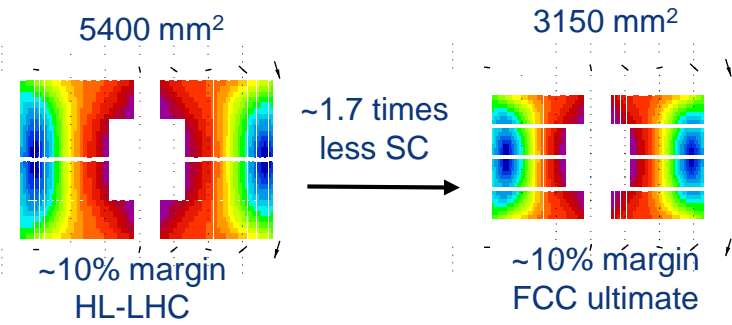 5400 mm²
3150 mm²
~1.7 times
less SC
~10% margin
HL-LHC
~10% margin
FCC ultimate